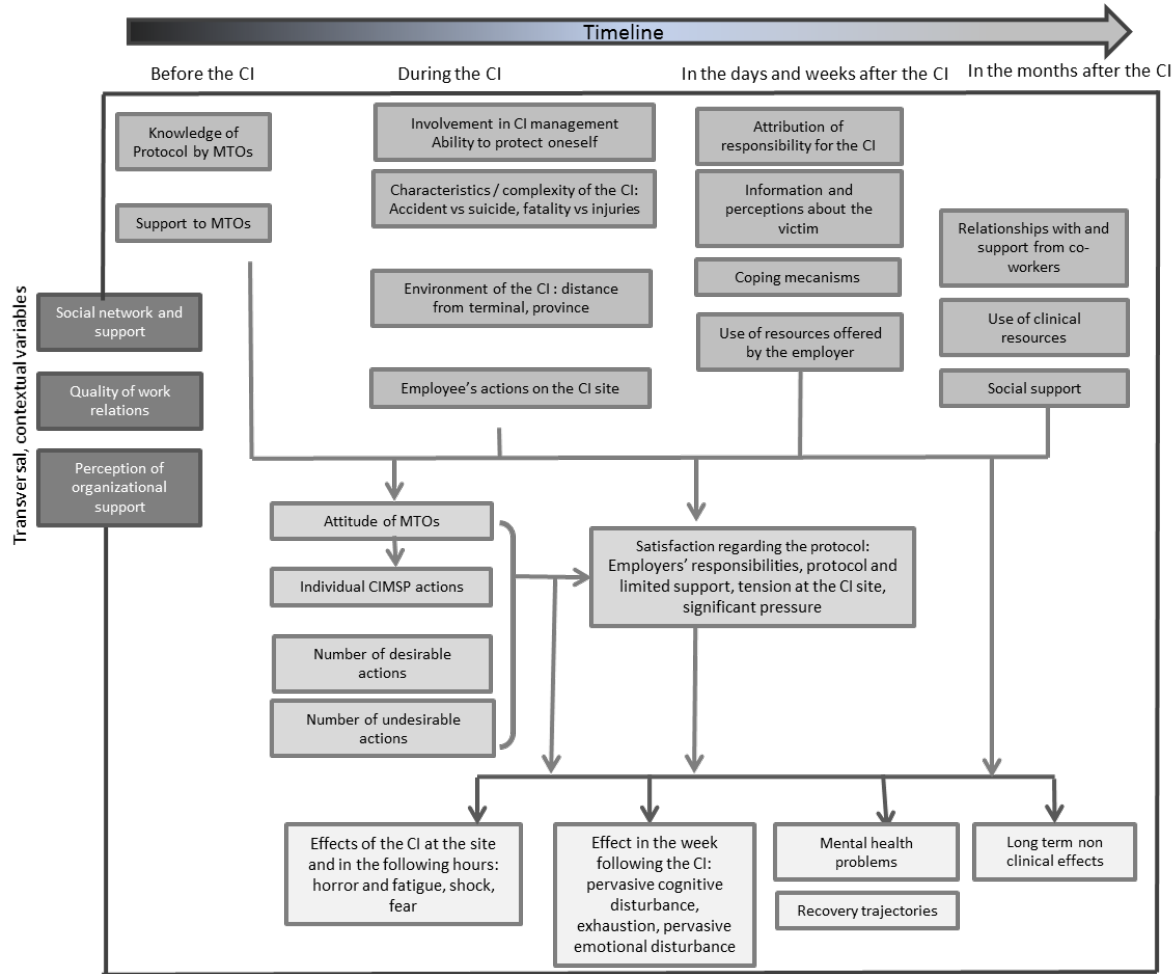 Timeline
Before the CI
During the CI
In the days and weeks after the CI
In the months after the CI
Transversal, contextual variables
Social network and
support
Quality of work
relations
Perception of
organizational
support
Knowledge of
Protocol by MTOs
Support to MTOs
Involvement in CI management
Ability to protect oneself
Characteristics / complexity of the CI:
Accident vs suicide, fatality vs injuries
Environment of the CI : distance
from terminal, province
Employee's actions on the CI site
Attribution of
responsibility for the CI
Information and
perceptions about the
victim
Coping mechanisms
Use of resources offered
by the employer
Relationships with and
support from co-
workers
Use of clinical
resources
Social support
Attitude of MTOs
Individual CIMSP actions
Number of desirable
actions
Number of undesirable
actions
Satisfaction regarding the protocol:
Employers' responsibilities, protocol and
limited support, tension at the CI site,
significant pressure
Effects of the CI at the site
and in the following hours:
horror and fatigue, shock,
fear
Effect in the week
following the CI:
pervasive cognitive
disturbance,
exhaustion, pervasive
emotional disturbance
Mental health
problems
Recovery trajectories
Long term non
clinical effects